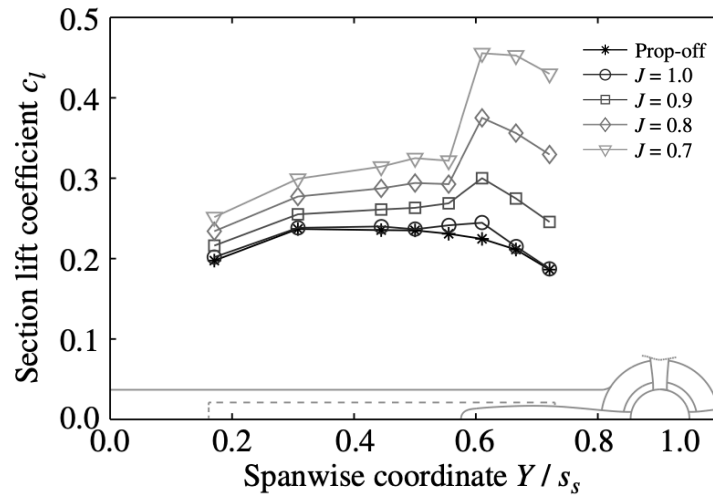 0.5
0.4
0.3
0.2
0.1
0.0
Section lift coefficient c_l
Prop-off
J = 1.0
J = 0.9
J = 0.8
J = 0.7
0.0 0.2 0.4 0.6 0.8 1.0
Spanwise coordinate Y / s_s